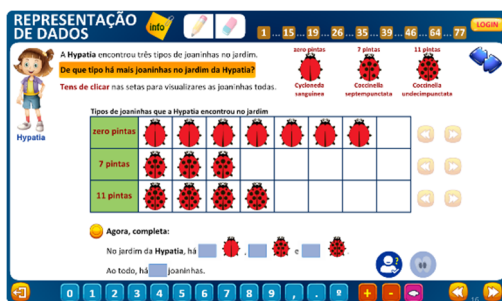 REPRESENTAÇÃO
DE DADOS
info
1 ... 15 ... 19 ... 26 ... 35 ... 39 ... 46 ... 64 ... 77
LOGIN
A Hypatia encontrou três tipos de joaninhas no jardim.
De que tipo há mais joaninhas no jardim da Hypatia?
Tens de clicar nas setas para visualizares as joaninhas todas.
zero pintas
Cycloneda
sanguinea
7 pintas
Coccinella
septempunctata
11 pintas
Coccinella
undecimpunctata
Hypatia
Tipos de joaninhas que a Hypatia encontrou no jardim
zero pintas
7 pintas
11 pintas
Agora, completa:
No jardim da Hypatia, há , e
Ao todo, há joaninhas.
0 1 2 3 4 5 6 7 8 9 , . º + -